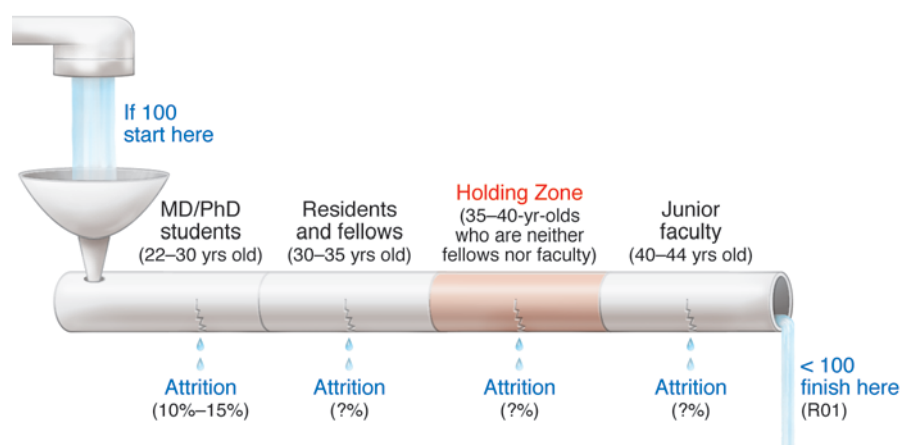 If 100
start here
MD/PhD
students
(22–30 yrs old)
Residents
and fellows
(30–35 yrs old)
Holding Zone
(35–40-yr-olds
who are neither
fellows nor faculty)
Junior
faculty
(40–44 yrs old)
Attrition
(10%–15%)
Attrition
(?%)
Attrition
(?%)
Attrition
(?%)
< 100
finish here
(R01)